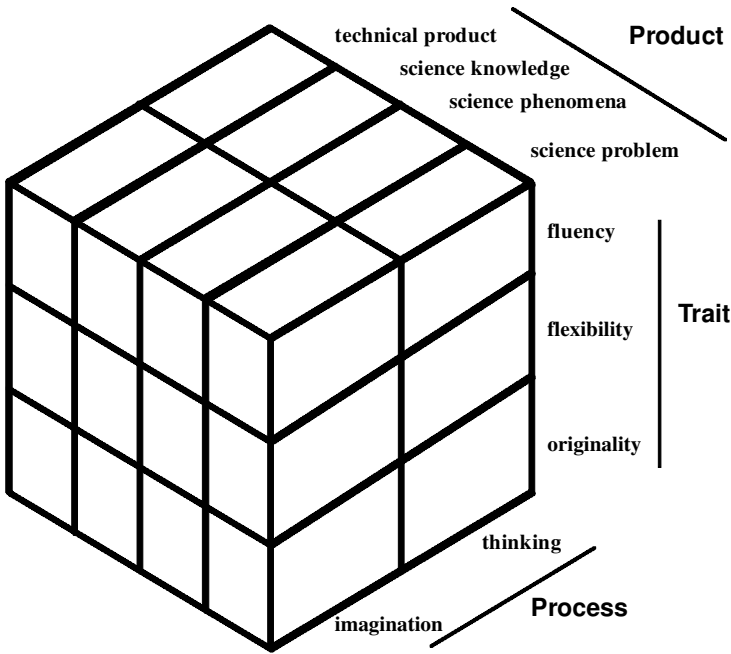 technical product
Product
science knowledge
science phenomena
science problem
fluency
Trait
flexibility
originality
thinking
Process
imagination